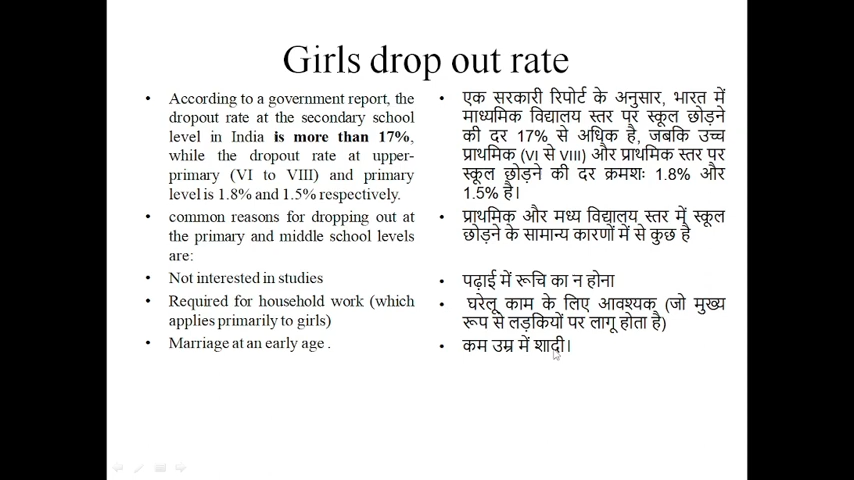 Girls drop out rate
• According to a government report, the
dropout rate at the secondary school
level in India is more than 17%,
while the dropout rate at upper-
primary (VI to VIII) and primary
level is 1.8% and 1.5% respectively.
• common reasons for dropping out at
the primary and middle school levels
are:
• Not interested in studies
• Required for household work (which
applies primarily to girls)
• Marriage at an early age .
• एक सरकारी रिपोर्ट के अनुसार, भारत में
माध्यमिक विद्यालय स्तर पर स्कूल छोड़ने
की दर 17% से अधिक है, जबकि उच्च
प्राथमिक (VI से VIII) और प्राथमिक स्तर पर
स्कूल छोड़ने की दर क्रमशः 1.8% और
1.5% है।
• प्राथमिक और मध्य विद्यालय स्तर में स्कूल
छोड़ने के सामान्य कारणों में से कुछ है
• पढ़ाई में रूचि का न होना
• घरेलू काम के लिए आवश्यक (जो मुख्य
रूप से लड़कियों पर लागू होता है)
• कम उम्र में शादी।